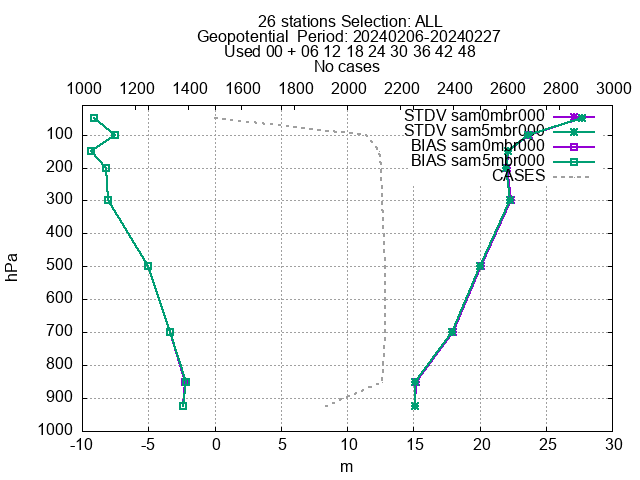 26 stations Selection: ALL
Geopotential  Period: 20240206-20240227
Used 00 + 06 12 18 24 30 36 42 48
No cases
1000 1200 1400 1600 1800 2000 2200 2400 2600 2800 3000
STDV sam0mbr000
STDV sam5mbr000
BIAS sam0mbr000
BIAS sam5mbr000
CASES
100
200
300
400
500
600
700
800
900
1000
hPa
-10 -5 0 5 10 15 20 25 30
m